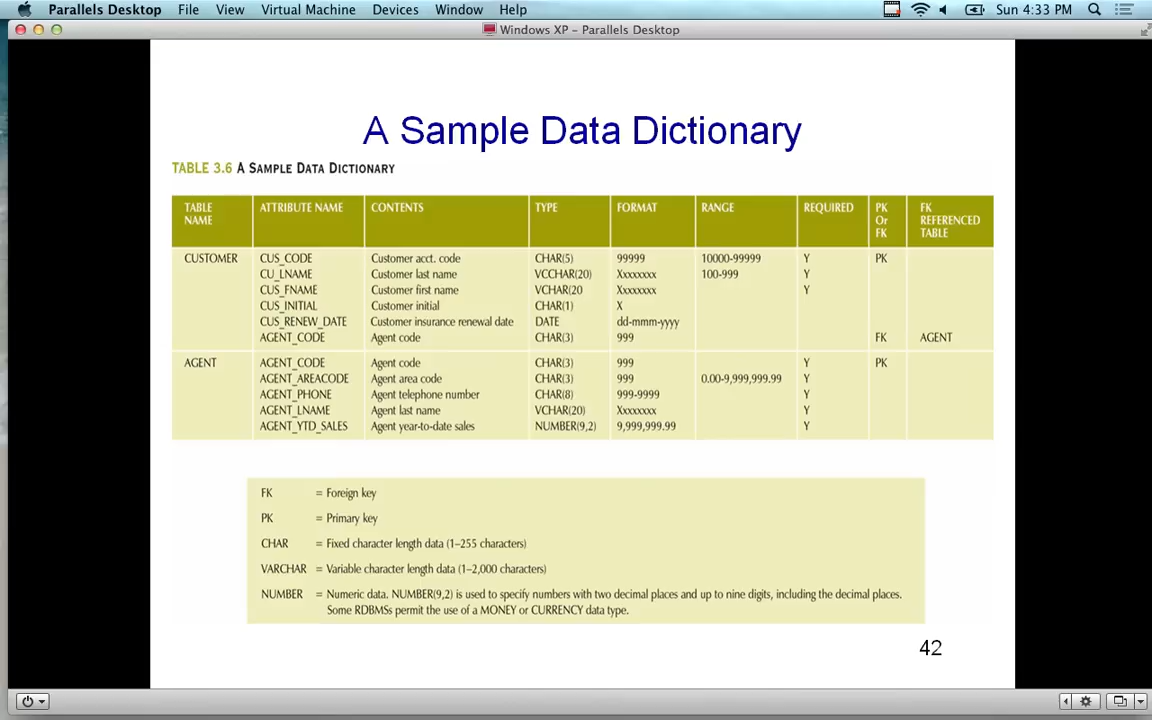 Parallels Desktop File View Virtual Machine Devices Window Help Sun 4:33 PM
Windows XP - Parallels Desktop
A Sample Data Dictionary
TABLE 3.6 A SAMPLE DATA DICTIONARY
TABLE NAME ATTRIBUTE NAME CONTENTS TYPE FORMAT RANGE REQUIRED PK Or FK FK REFERENCED TABLE
CUSTOMER CUS_CODE Customer acct. code CHAR(5) 99999 10000-99999 Y PK
CU_LNAME Customer last name VCCHAR(20) Xxxxxxxx 100-999 Y
CUS_FNAME Customer first name VCHAR(20 Xxxxxxxx Y
CUS_INITIAL Customer initial CHAR(1) X
CUS_RENEW_DATE Customer insurance renewal date DATE dd-mmm-yyyy
AGENT_CODE Agent code CHAR(3) 999 FK AGENT
AGENT AGENT_CODE Agent code CHAR(3) 999 Y PK
AGENT_AREACODE Agent area code CHAR(3) 999 0.00-9,999,999.99 Y
AGENT_PHONE Agent telephone number CHAR(8) 999-9999 Y
AGENT_LNAME Agent last name VCHAR(20) Xxxxxxxx Y
AGENT_YTD_SALES Agent year-to-date sales NUMBER(9,2) 9,999,999.99 Y
FK = Foreign key
PK = Primary key
CHAR = Fixed character length data (1–255 characters)
VARCHAR = Variable character length data (1–2,000 characters)
NUMBER = Numeric data. NUMBER(9,2) is used to specify numbers with two decimal places and up to nine digits, including the decimal places.
Some RDBMSs permit the use of a MONEY or CURRENCY data type.
42